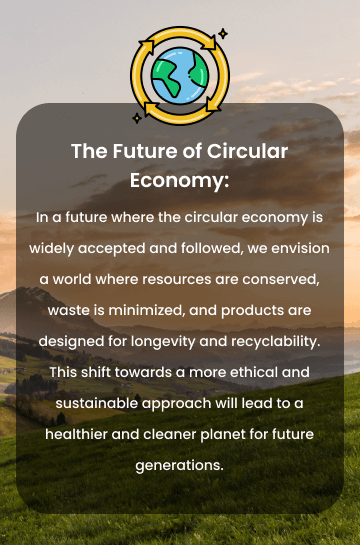 The Future of Circular
Economy:
In a future where the circular economy is
widely accepted and followed, we envision
a world where resources are conserved,
waste is minimized, and products are
designed for longevity and recyclability.
This shift towards a more ethical and
sustainable approach will lead to a
healthier and cleaner planet for future
generations.